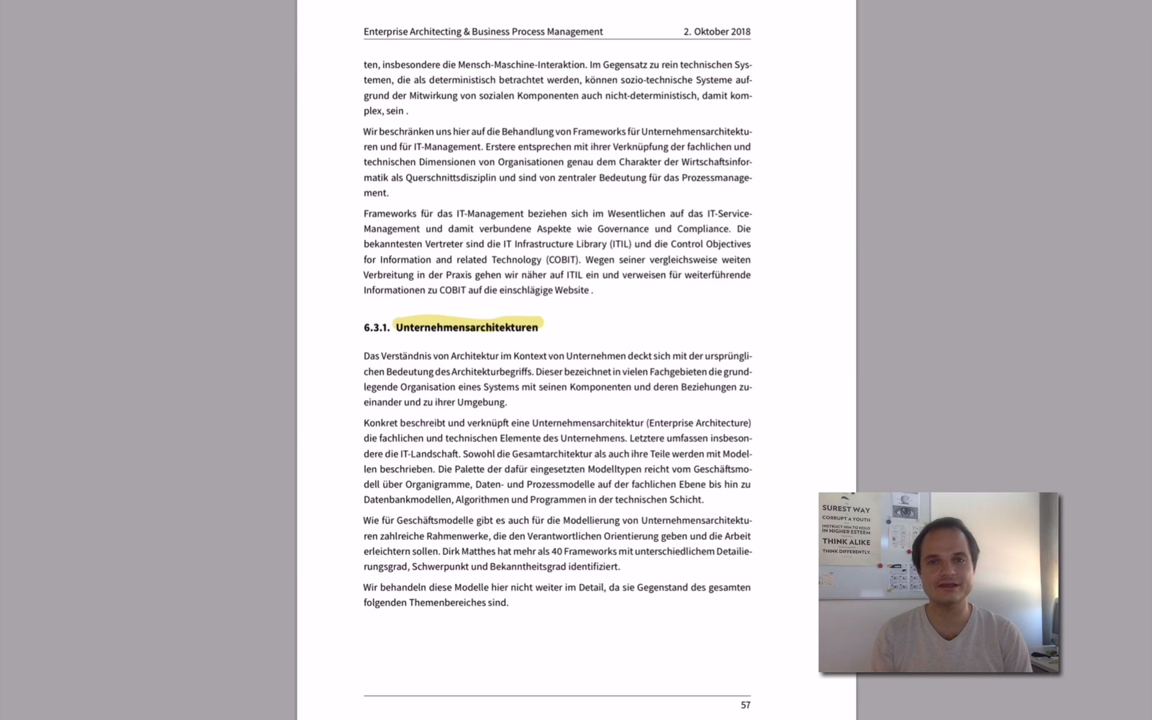 Enterprise Architecting & Business Process Management 2. Oktober 2018
ten, insbesondere die Mensch-Maschine-Interaktion. Im Gegensatz zu rein technischen Sys-
temen, die als deterministisch betrachtet werden, können sozio-technische Systeme auf-
grund der Mitwirkung von sozialen Komponenten auch nicht-deterministisch, damit kom-
plex, sein .
Wir beschränken uns hier auf die Behandlung von Frameworks für Unternehmensarchitektu-
ren und für IT-Management. Erstere entsprechen mit ihrer Verknüpfung der fachlichen und
technischen Dimensionen von Organisationen genau dem Charakter der Wirtschaftsinfor-
matik als Querschnittsdisziplin und sind von zentraler Bedeutung für das Prozessmanage-
ment.
Frameworks für das IT-Management beziehen sich im Wesentlichen auf das IT-Service-
Management und damit verbundene Aspekte wie Governance und Compliance. Die
bekanntesten Vertreter sind die IT Infrastructure Library (ITIL) und die Control Objectives
for Information and related Technology (COBIT). Wegen seiner vergleichsweise weiten
Verbreitung in der Praxis gehen wir näher auf ITIL ein und verweisen für weiterführende
Informationen zu COBIT auf die einschlägige Website .
6.3.1. Unternehmensarchitekturen
Das Verständnis von Architektur im Kontext von Unternehmen deckt sich mit der ursprüngli-
chen Bedeutung des Architekturbegriffs. Dieser bezeichnet in vielen Fachgebieten die grund-
legende Organisation eines Systems mit seinen Komponenten und deren Beziehungen zu-
einander und zu ihrer Umgebung.
Konkret beschreibt und verknüpft eine Unternehmensarchitektur (Enterprise Architecture)
die fachlichen und technischen Elemente des Unternehmens. Letztere umfassen insbeson-
dere die IT-Landschaft. Sowohl die Gesamtarchitektur als auch ihre Teile werden mit Model-
len beschrieben. Die Palette der dafür eingesetzten Modelltypen reicht vom Geschäftsmo-
dell über Organigramme, Daten- und Prozessmodelle auf der fachlichen Ebene bis hin zu
Datenbankmodellen, Algorithmen und Programmen in der technischen Schicht.
Wie für Geschäftsmodelle gibt es auch für die Modellierung von Unternehmensarchitektu-
ren zahlreiche Rahmenwerke, die den Verantwortlichen Orientierung geben und die Arbeit
erleichtern sollen. Dirk Matthes hat mehr als 40 Frameworks mit unterschiedlichem Detailie-
rungsgrad, Schwerpunkt und Bekanntheitsgrad identifiziert.
Wir behandeln diese Modelle hier nicht weiter im Detail, da sie Gegenstand des gesamten
folgenden Themenbereiches sind.
57
SUREST WAY
CORRUPT A YOUTH
INSTRUCT HIM TO HOLD
IN HIGHER ESTEEM
THINK ALIKE
THINK DIFFERENTLY.